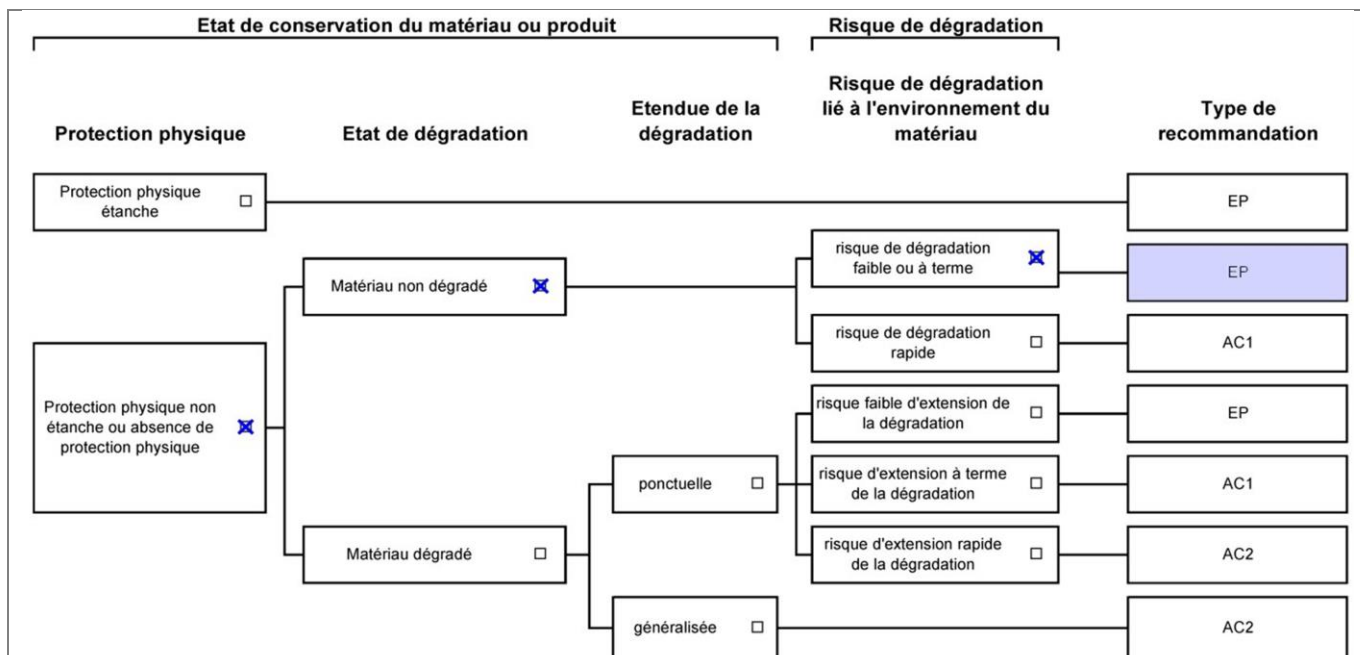 Etat de conservation du matériau ou produit
Risque de dégradation
Protection physique
Etat de dégradation
Etendue de la
dégradation
Risque de dégradation
lié à l'environnement du
matériau
Type de
recommandation
Protection physique
étanche
EP
risque de dégradation
faible ou à terme
EP
Matériau non dégradé
risque de dégradation
rapide
AC1
Protection physique non
étanche ou absence de
protection physique
risque faible d'extension de
la dégradation
EP
ponctuelle
risque d'extension à terme
de la dégradation
AC1
Matériau dégradé
risque d'extension rapide
de la dégradation
AC2
généralisée
AC2